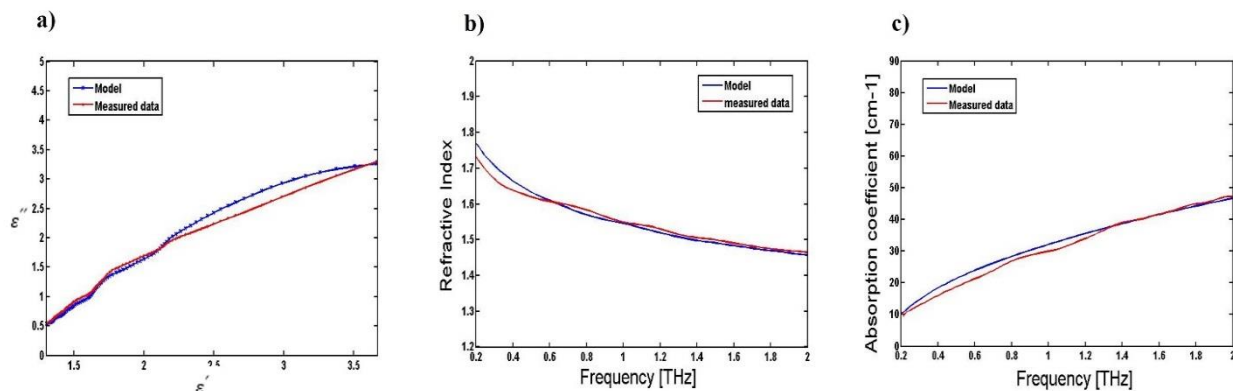 a)
5
4.5
4
3.5
3
2.5
2
1.5
1
0.5
0
ε''
Model
Measured data
1.5 2 2.5 3 3.5
ε'
b)
2
1.9
1.8
1.7
1.6
1.5
1.4
1.3
1.2
Refractive Index
Model
measured data
0.2 0.4 0.6 0.8 1 1.2 1.4 1.6 1.8 2
Frequency [THz]
c)
90
80
70
60
50
40
30
20
10
0
Absorption coefficient [cm-1]
Model
Measured data
0.2 0.4 0.6 0.8 1 1.2 1.4 1.6 1.8 2
Frequency [THz]